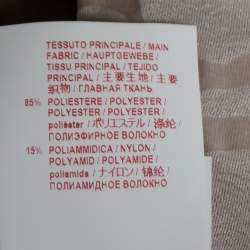 TESSUTO PRINCIPALE / MAIN
FABRIC / HAUPTGEWEBE /
TISSU PRINCIPAL / TEJIDO
PRINCIPAL / 主要生地 / 主要
织物 / ГЛАВНАЯ ТКАНЬ
85% POLIESTERE / POLYESTER /
POLYESTER / POLYESTER /
poliéster / ポリエステル / 涤纶 /
ПОЛИЭФИРНОЕ ВОЛОКНО
15% POLIAMMIDICA / NYLON /
POLYAMID / POLYAMIDE /
poliamida / ナイロン / 锦纶 /
ПОЛИАМИДНОЕ ВОЛОКНО